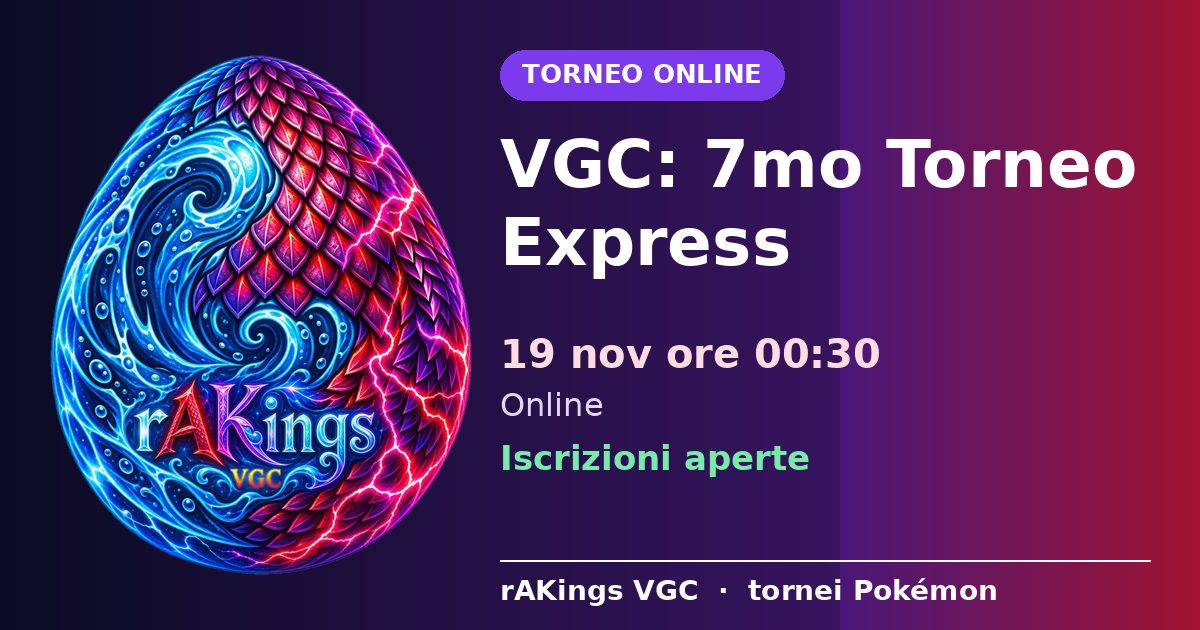 TORNEO ONLINE
VGC: 7mo Torneo
Express
19 nov ore 00:30
Online
Iscrizioni aperte
rAKings
VGC
rAKings VGC · tornei Pokémon